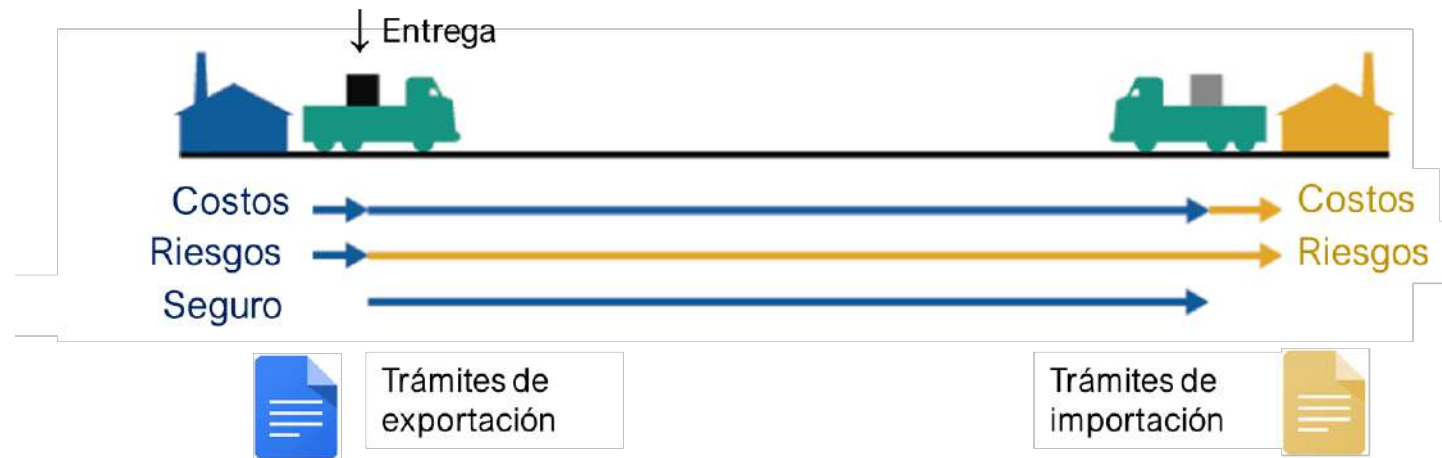 ↓ Entrega
Costos
Costos
Riesgos
Riesgos
Seguro
Trámites de
exportación
Trámites de
importación